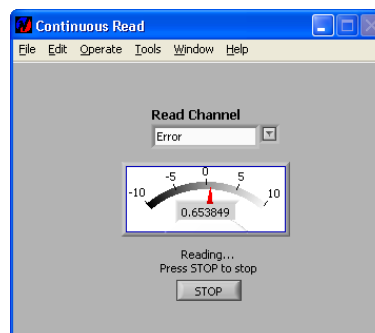 Continuous Read
File Edit Operate Tools Window Help
Read Channel
Error
-10 -5 0 5 10
0.653849
Reading...
Press STOP to stop
STOP